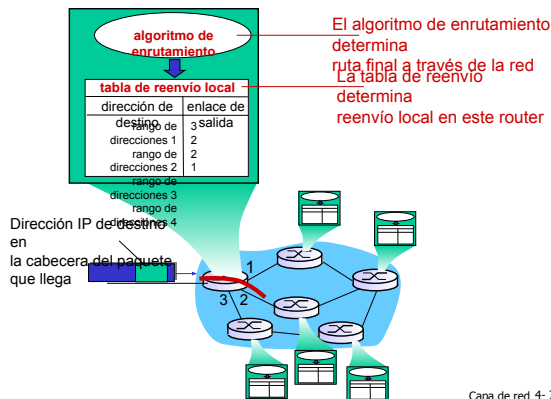 algoritmo de
enrutamiento
El algoritmo de enrutamiento
determina
ruta final a través de la red
tabla de reenvío local
La tabla de reenvío
determina
reenvío local en este router
dirección de
destino
enlace de
salida
rango de
direcciones 1
rango de
direcciones 2
rango de
direcciones 3
rango de
direcciones 4
3
2
2
1
Dirección IP de destino
en
la cabecera del paquete
que llega
1
3 2
Capa de red 4-